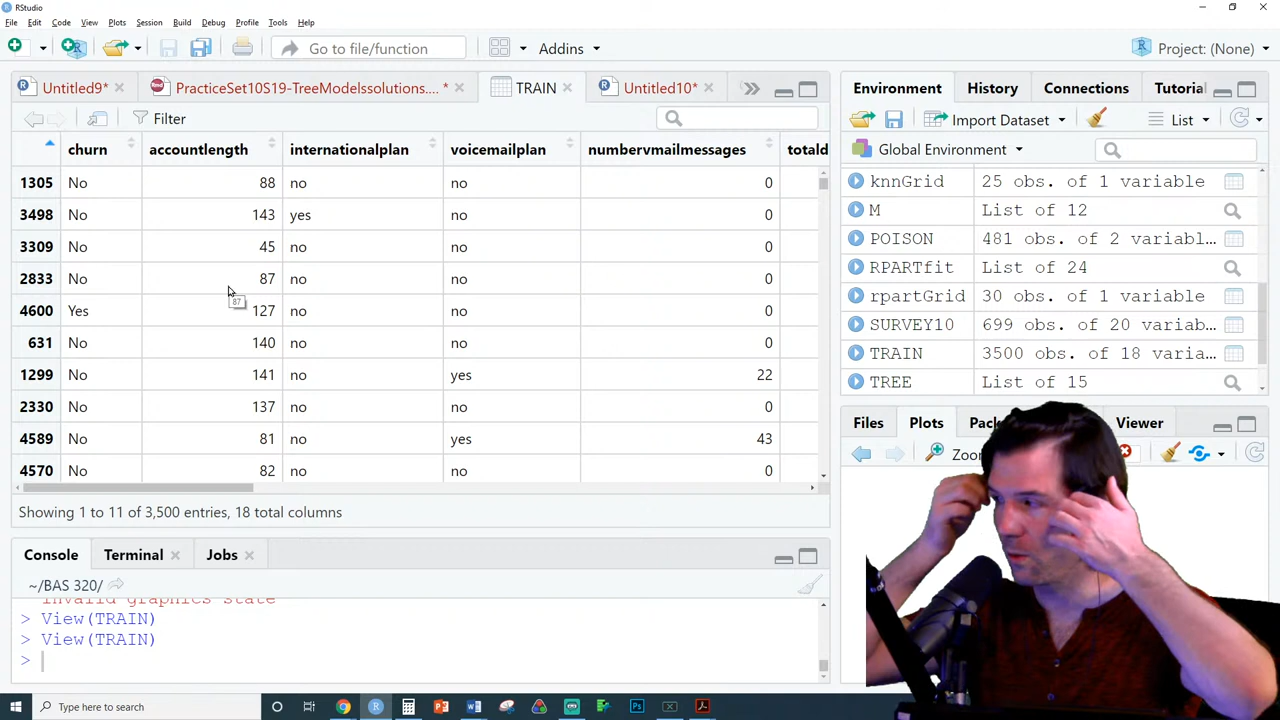 RStudio
File Edit Code View Plots Session Build Debug Profile Tools Help
Go to file/function Addins Project: (None)
Untitled9* PracticeSet10S19-TreeModelssolutions.... * TRAIN Untitled10*
Filter
churn accountlength internationalplan voicemailplan numbervmailmessages totald
1305 No 88 no no 0
3498 No 143 yes no 0
3309 No 45 no no 0
2833 No 87 no no 0
87
4600 Yes 127 no no 0
631 No 140 no no 0
1299 No 141 no yes 22
2330 No 137 no no 0
4589 No 81 no yes 43
4570 No 82 no no 0
Showing 1 to 11 of 3,500 entries, 18 total columns
Console Terminal Jobs
~/BAS 320/
invalid graphics state
> View(TRAIN)
> View(TRAIN)
>
Environment History Connections Tutorial
Import Dataset List
Global Environment
knnGrid 25 obs. of 1 variable
M List of 12
POISON 481 obs. of 2 variabl...
RPARTfit List of 24
rpartGrid 30 obs. of 1 variable
SURVEY10 699 obs. of 20 variab...
TRAIN 3500 obs. of 18 varia...
TREE List of 15
Files Plots Pack Viewer
Zoo
Type here to search